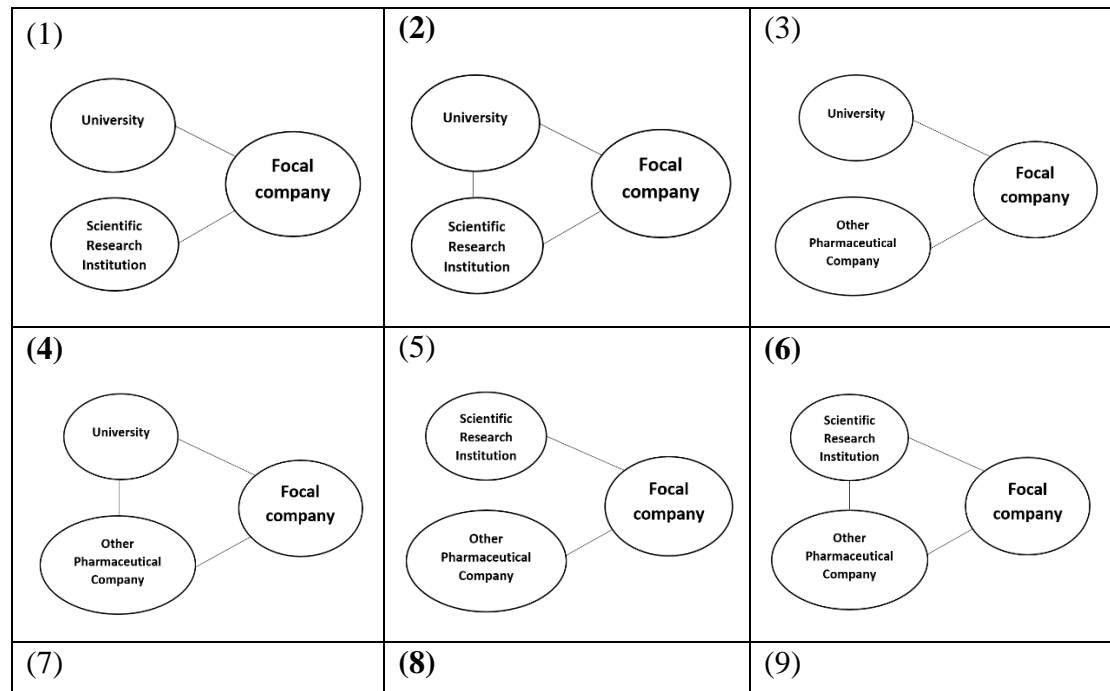 (1)
University
Focal
company
Scientific
Research
Institution
(2)
University
Focal
company
Scientific
Research
Institution
(3)
University
Focal
company
Other
Pharmaceutical
Company
(4)
University
Focal
company
Other
Pharmaceutical
Company
(5)
Scientific
Research
Institution
Focal
company
Other
Pharmaceutical
Company
(6)
Scientific
Research
Institution
Focal
company
Other
Pharmaceutical
Company
(7)
(8)
(9)